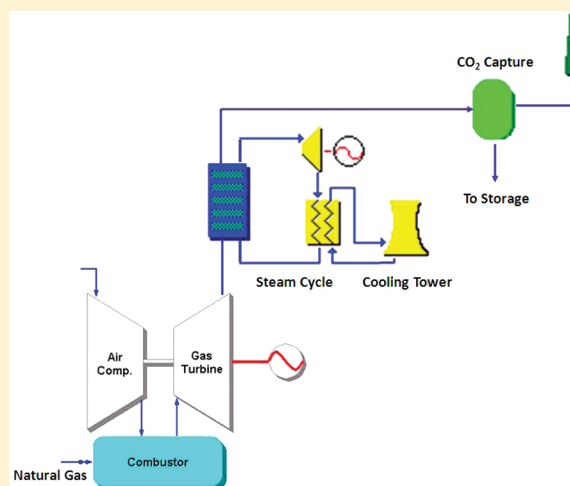 CO₂ Capture
To Storage
Steam Cycle
Cooling Tower
Air
Comp.
Gas
Turbine
Combustor
Natural Gas